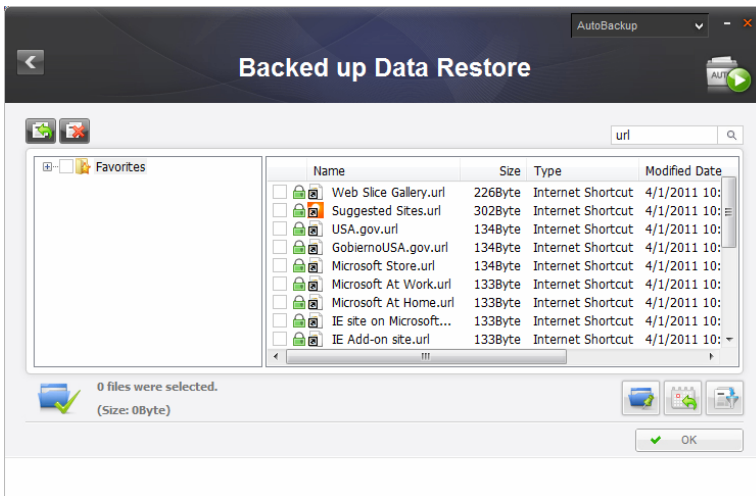 AutoBackup
Backed up Data Restore
AUT
url
Favorites
Name Size Type Modified Date
Web Slice Gallery.url 226Byte Internet Shortcut 4/1/2011 10:
Suggested Sites.url 302Byte Internet Shortcut 4/1/2011 10:
USA.gov.url 134Byte Internet Shortcut 4/1/2011 10:
GobiernoUSA.gov.url 134Byte Internet Shortcut 4/1/2011 10:
Microsoft Store.url 134Byte Internet Shortcut 4/1/2011 10:
Microsoft At Work.url 133Byte Internet Shortcut 4/1/2011 10:
Microsoft At Home.url 133Byte Internet Shortcut 4/1/2011 10:
IE site on Microsoft... 133Byte Internet Shortcut 4/1/2011 10:
IE Add-on site.url 133Byte Internet Shortcut 4/1/2011 10:
0 files were selected.
(Size: 0Byte)
OK